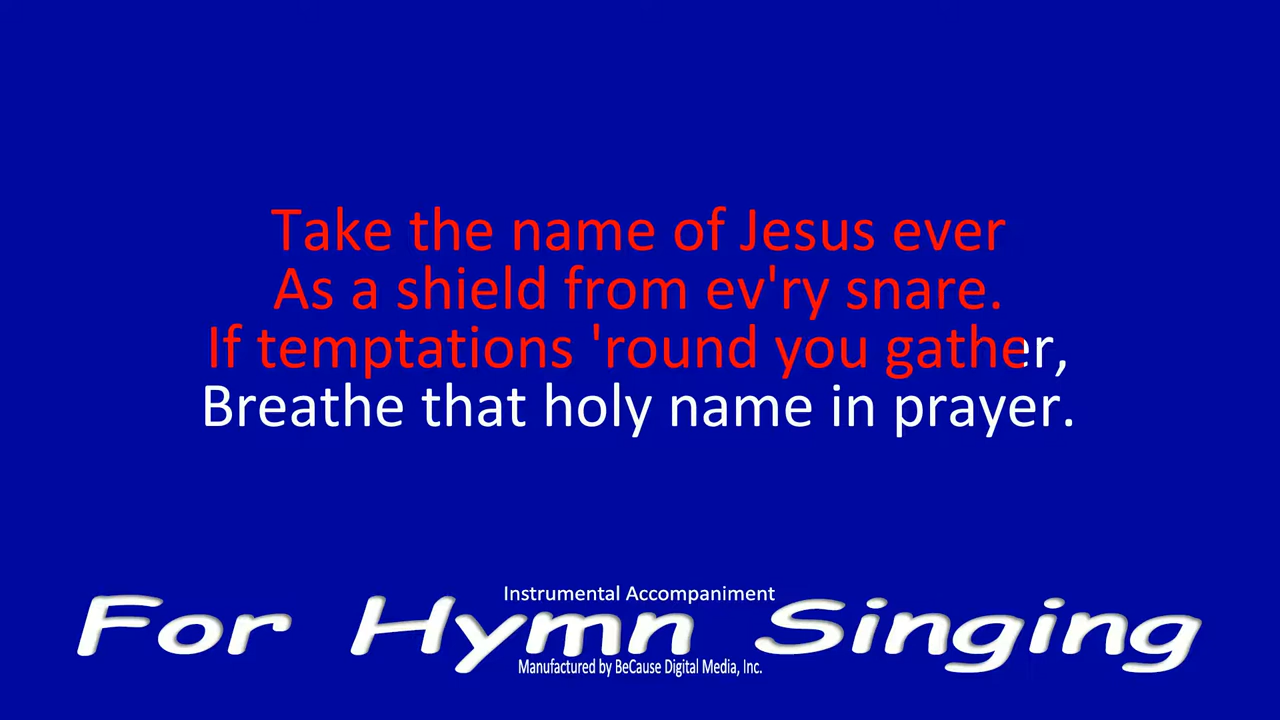 Take the name of Jesus ever
As a shield from ev'ry snare.
If temptations 'round you gather,
Breathe that holy name in prayer.
Instrumental Accompaniment
For Hymn Singing
Manufactured by BeCause Digital Media, Inc.